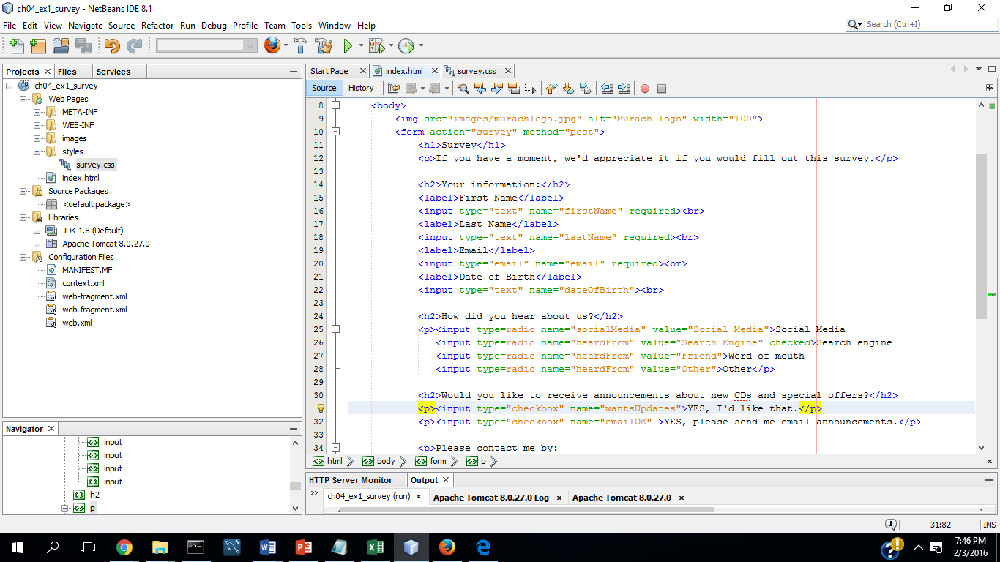 ch04_ex1_survey - NetBeans IDE 8.1
File Edit View Navigate Source Refactor Run Debug Profile Team Tools Window Help
Search (Ctrl+I)
Projects Files Services
ch04_ex1_survey
Web Pages
META-INF
WEB-INF
images
styles
survey.css
index.html
Source Packages
<default package>
Libraries
JDK 1.8 (Default)
Apache Tomcat 8.0.27.0
Configuration Files
MANIFEST.MF
context.xml
web-fragment.xml
web-fragment.xml
web.xml
Navigator
input
input
input
input
h2
p
Start Page index.html survey.css
Source History
8 <body>
9 <img src="images/murachlogo.jpg" alt="Murach logo" width="100">
10 <form action="survey" method="post">
11 <h1>Survey</h1>
12 <p>If you have a moment, we'd appreciate it if you would fill out this survey.</p>
13
14 <h2>Your information:</h2>
15 <label>First Name</label>
16 <input type="text" name="firstName" required><br>
17 <label>Last Name</label>
18 <input type="text" name="lastName" required><br>
19 <label>Email</label>
20 <input type="email" name="email" required><br>
21 <label>Date of Birth</label>
22 <input type="text" name="dateOfBirth"><br>
23
24 <h2>How did you hear about us?</h2>
25 <p><input type=radio name="socialMedia" value="Social Media">Social Media
26 <input type=radio name="heardFrom" value="Search Engine" checked>Search engine
27 <input type=radio name="heardFrom" value="Friend">Word of mouth
28 <input type=radio name="heardFrom" value="Other">Other</p>
29
30 <h2>Would you like to receive announcements about new CDs and special offers?</h2>
<p><input type="checkbox" name="wantsUpdates">YES, I'd like that.</p>
32 <p><input type="checkbox" name="emailOK" >YES, please send me email announcements.</p>
33
34 <p>Please contact me by:
html body form p
HTTP Server Monitor Output
ch04_ex1_survey (run) Apache Tomcat 8.0.27.0 Log Apache Tomcat 8.0.27.0
1 31:82 INS
7:46 PM
2/3/2016